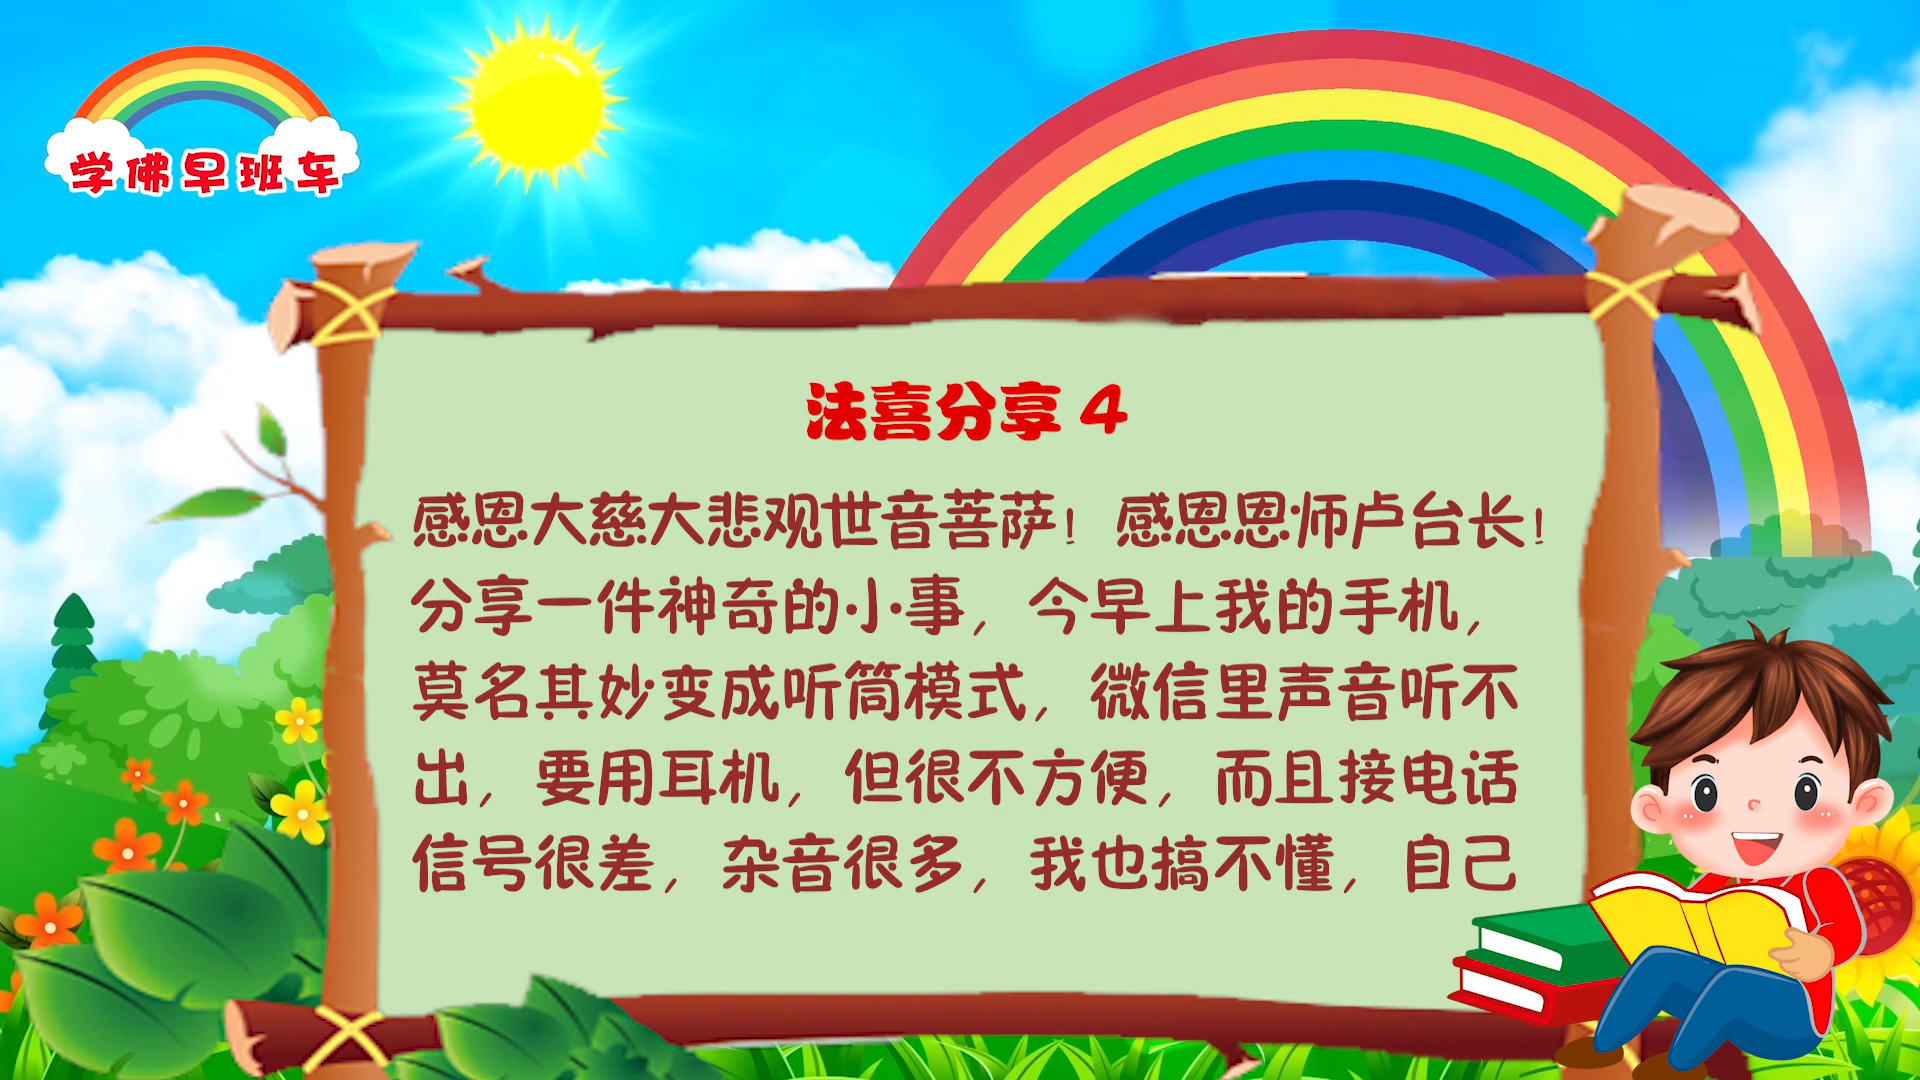 学佛早班车
法喜分享4
感恩大慈大悲观世音菩萨！感恩恩师卢台长！
分享一件神奇的小事，今早上我的手机，
莫名其妙变成听筒模式，微信里声音听不
出，要用耳机，但很不方便，而且接电话
信号很差，杂音很多，我也搞不懂，自己